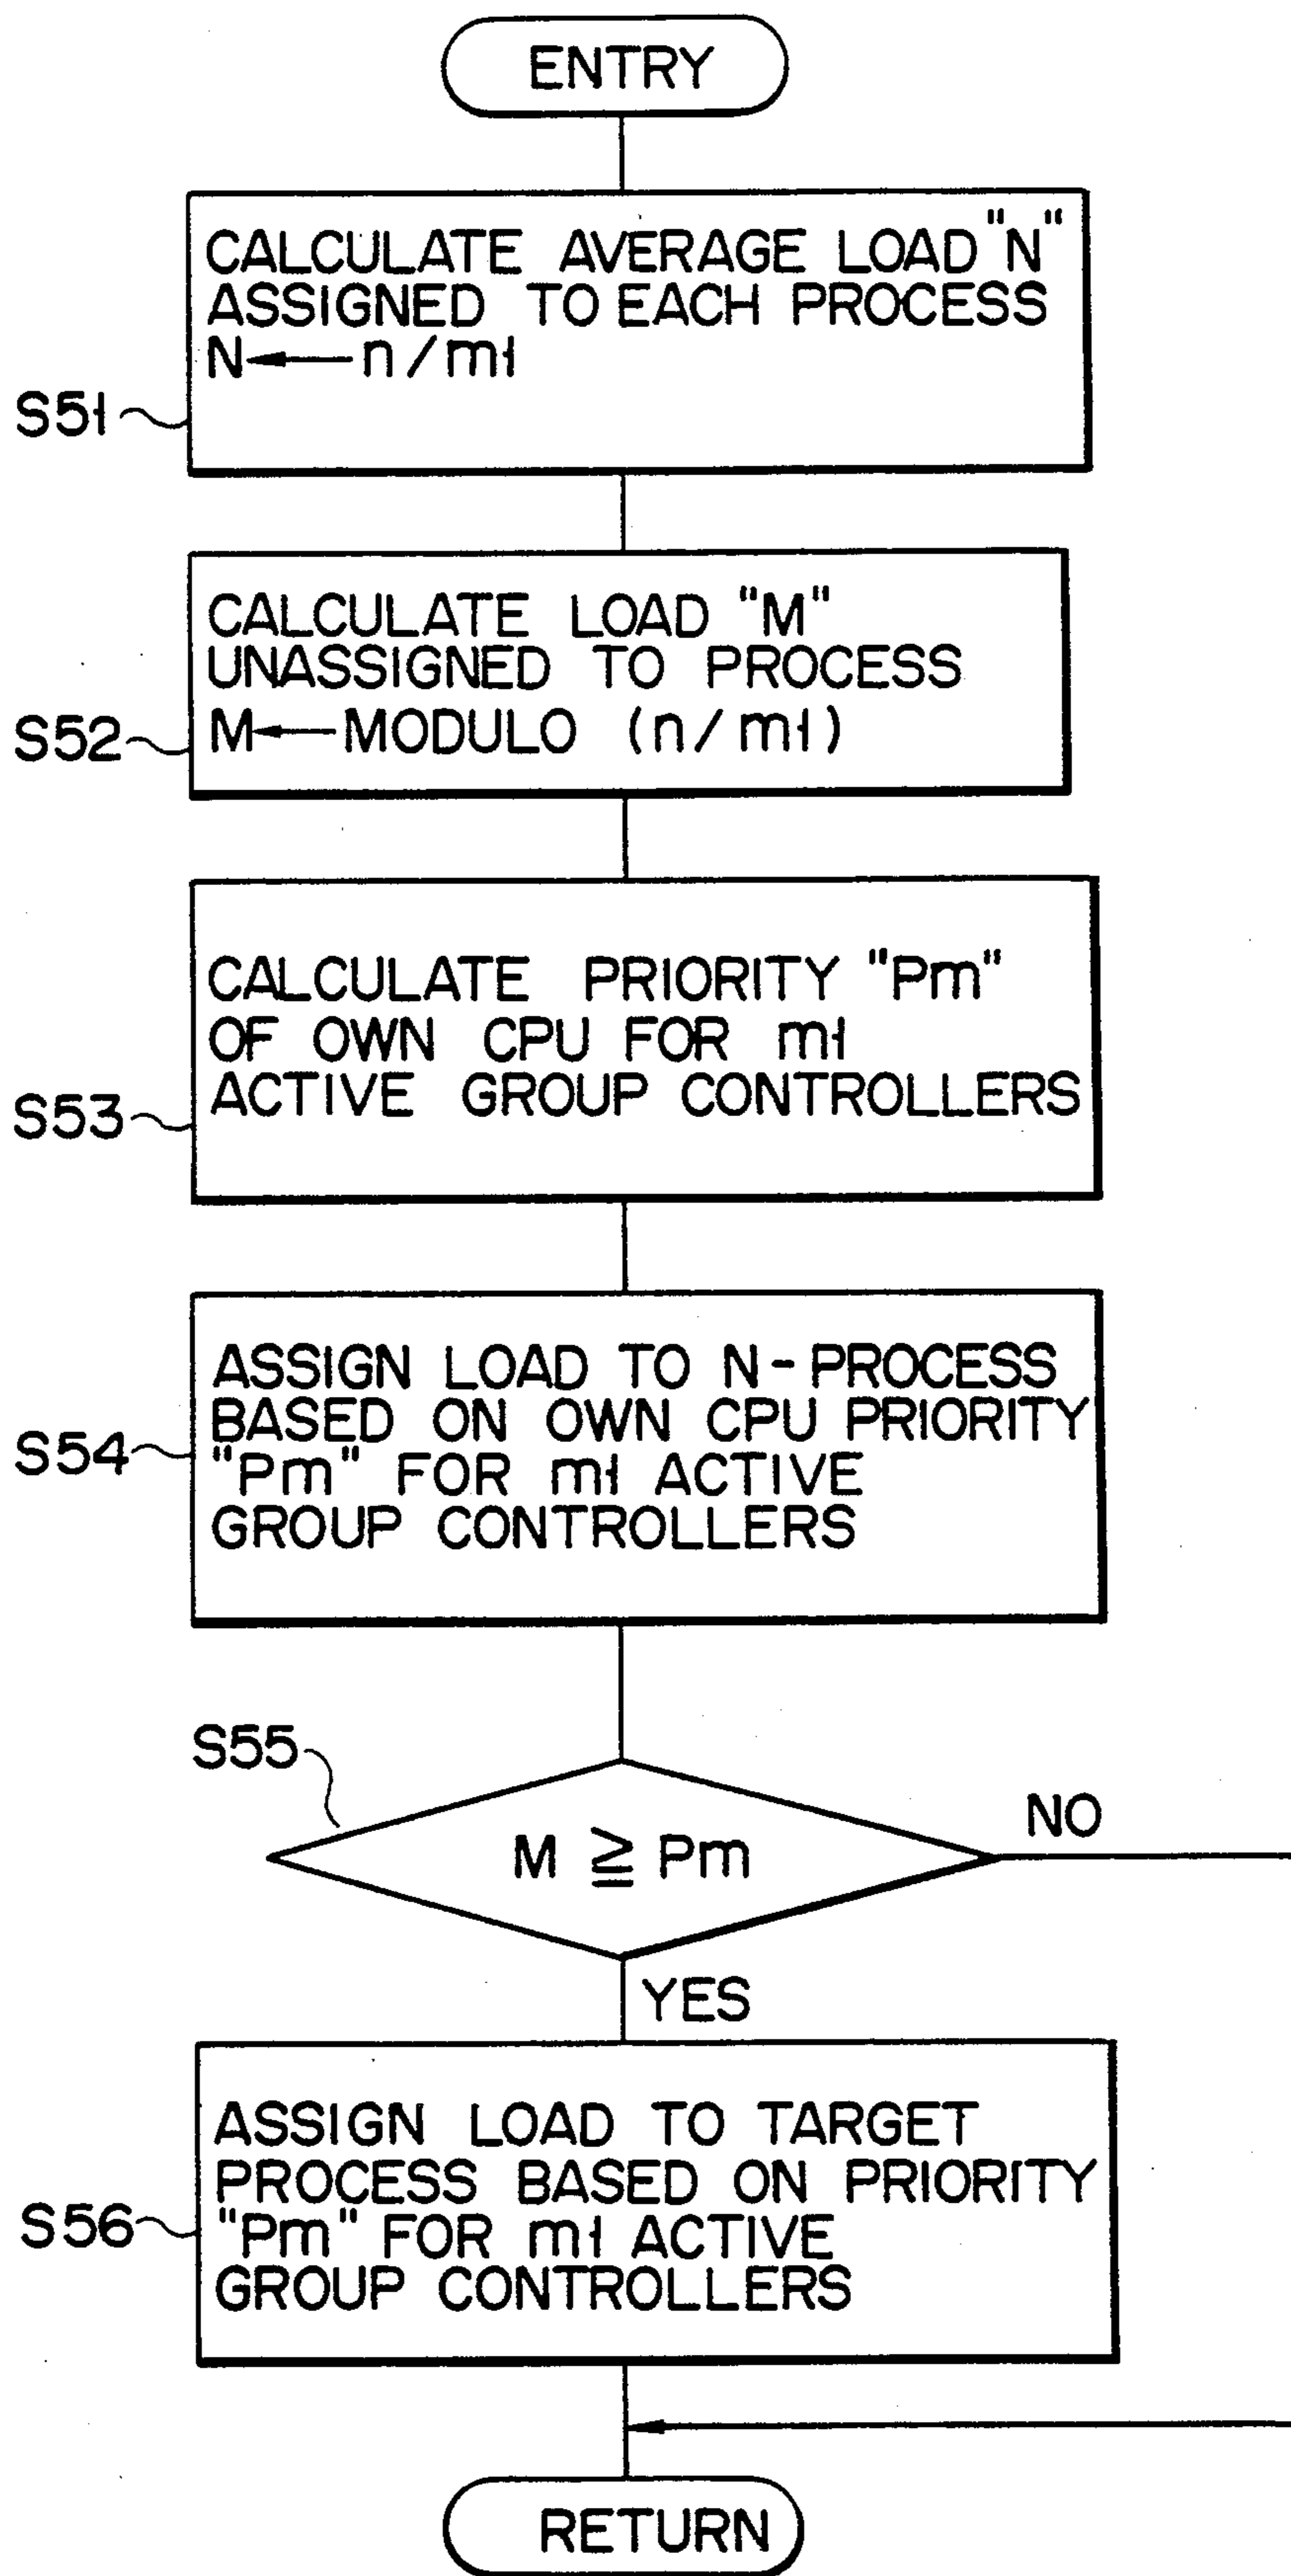 ENTRY
CALCULATE AVERAGE LOAD "N"
ASSIGNED TO EACH PROCESS
N ← n/m1
S51
CALCULATE LOAD "M"
UNASSIGNED TO PROCESS
M ← MODULO (n/m1)
S52
CALCULATE PRIORITY "Pm"
OF OWN CPU FOR m1
ACTIVE GROUP CONTROLLERS
S53
ASSIGN LOAD TO N-PROCESS
BASED ON OWN CPU PRIORITY
"Pm" FOR m1 ACTIVE
GROUP CONTROLLERS
S54
S55
M ≧ Pm
NO
YES
ASSIGN LOAD TO TARGET
PROCESS BASED ON PRIORITY
"Pm" FOR m1 ACTIVE
GROUP CONTROLLERS
S56
RETURN